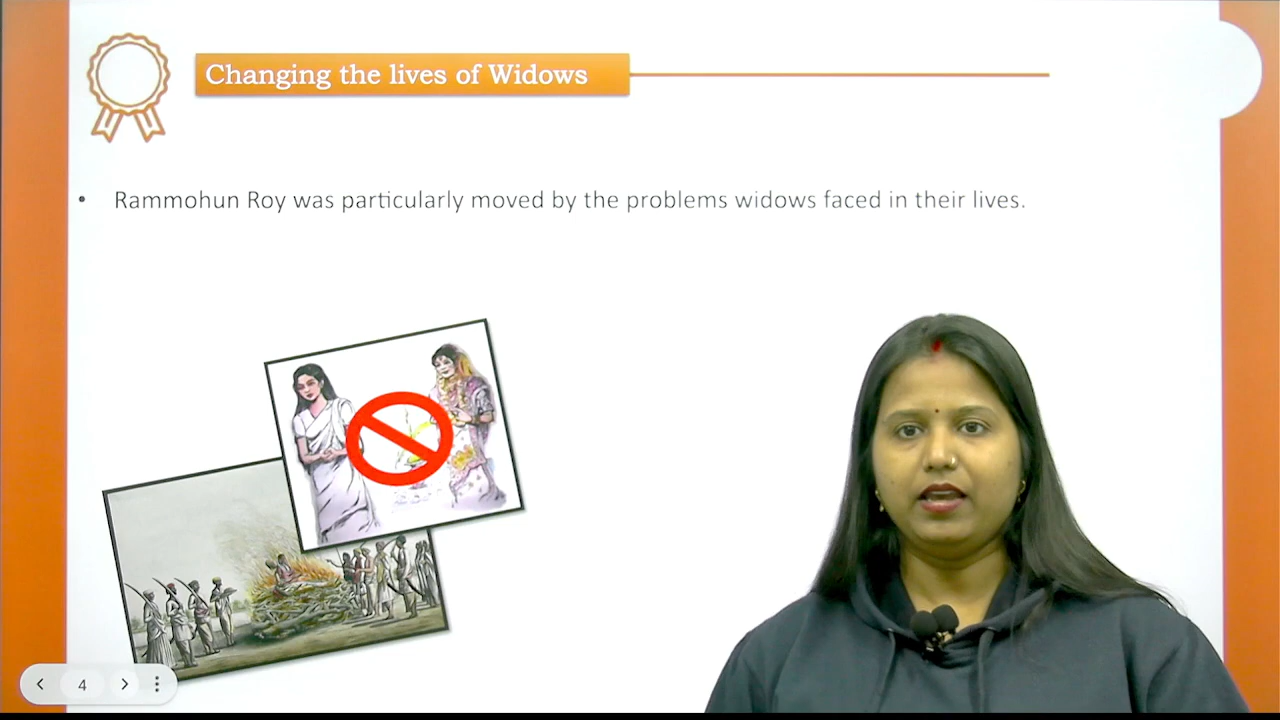 Changing the lives of Widows
• Rammohun Roy was particularly moved by the problems widows faced in their lives.
4